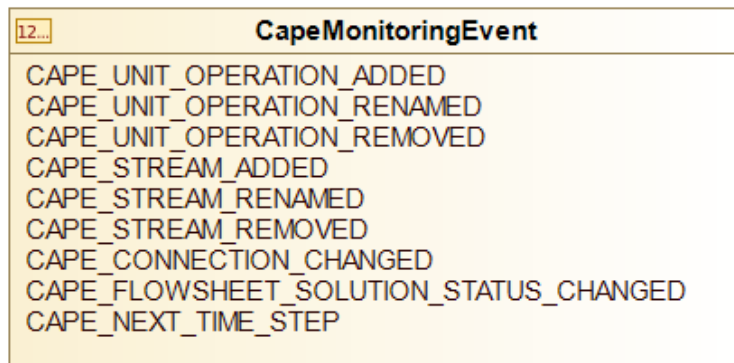 12... CapeMonitoringEvent
CAPE_UNIT_OPERATION_ADDED
CAPE_UNIT_OPERATION_RENAMED
CAPE_UNIT_OPERATION_REMOVED
CAPE_STREAM_ADDED
CAPE_STREAM_RENAMED
CAPE_STREAM_REMOVED
CAPE_CONNECTION_CHANGED
CAPE_FLOWSHEET_SOLUTION_STATUS_CHANGED
CAPE_NEXT_TIME_STEP